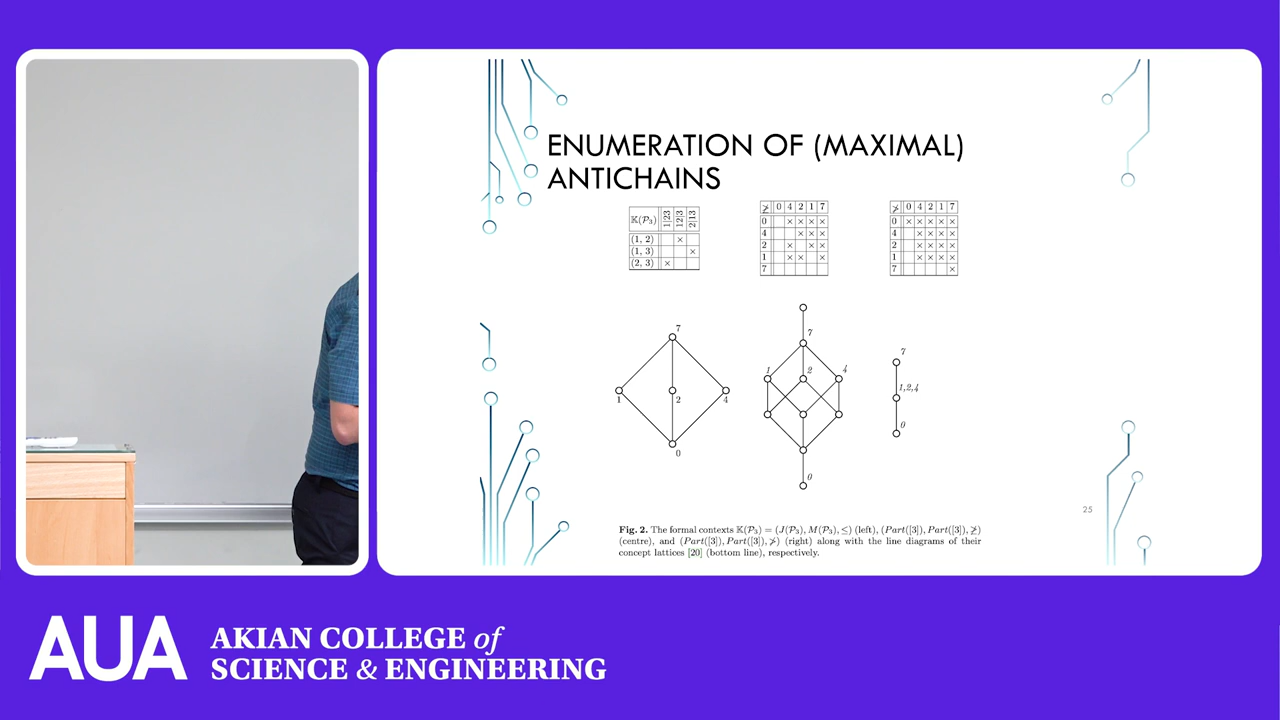 ENUMERATION OF (MAXIMAL)
ANTICHAINS
𝕂(𝒫₃) 1|23 12|3 2|13
(1, 2) ×
(1, 3) ×
(2, 3) ×
≱ 0 4 2 1 7
0 × × × ×
4 × × ×
2 × × ×
1 × × ×
7
≯ 0 4 2 1 7
0 × × × × ×
4 × × × ×
2 × × × ×
1 × × × ×
7 ×
7
1 2 4
0
7
1 2 4
0
7
1,2,4
0
25
Fig. 2. The formal contexts 𝕂(𝒫₃) = (J(𝒫₃), M(𝒫₃), ≤) (left), (Part([3]), Part([3]), ≱)
(centre), and (Part([3]), Part([3]), ≯) (right) along with the line diagrams of their
concept lattices [20] (bottom line), respectively.
AUA AKIAN COLLEGE of
SCIENCE & ENGINEERING